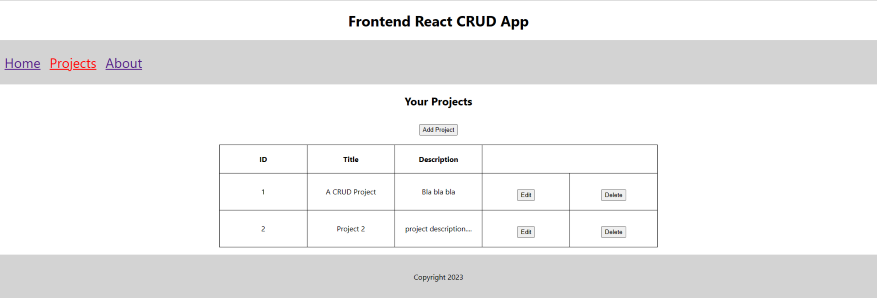 Frontend React CRUD App
Home Projects About
Your Projects
Add Project
ID Title Description
1 A CRUD Project Bla bla bla Edit Delete
2 Project 2 project description.... Edit Delete
Copyright 2023